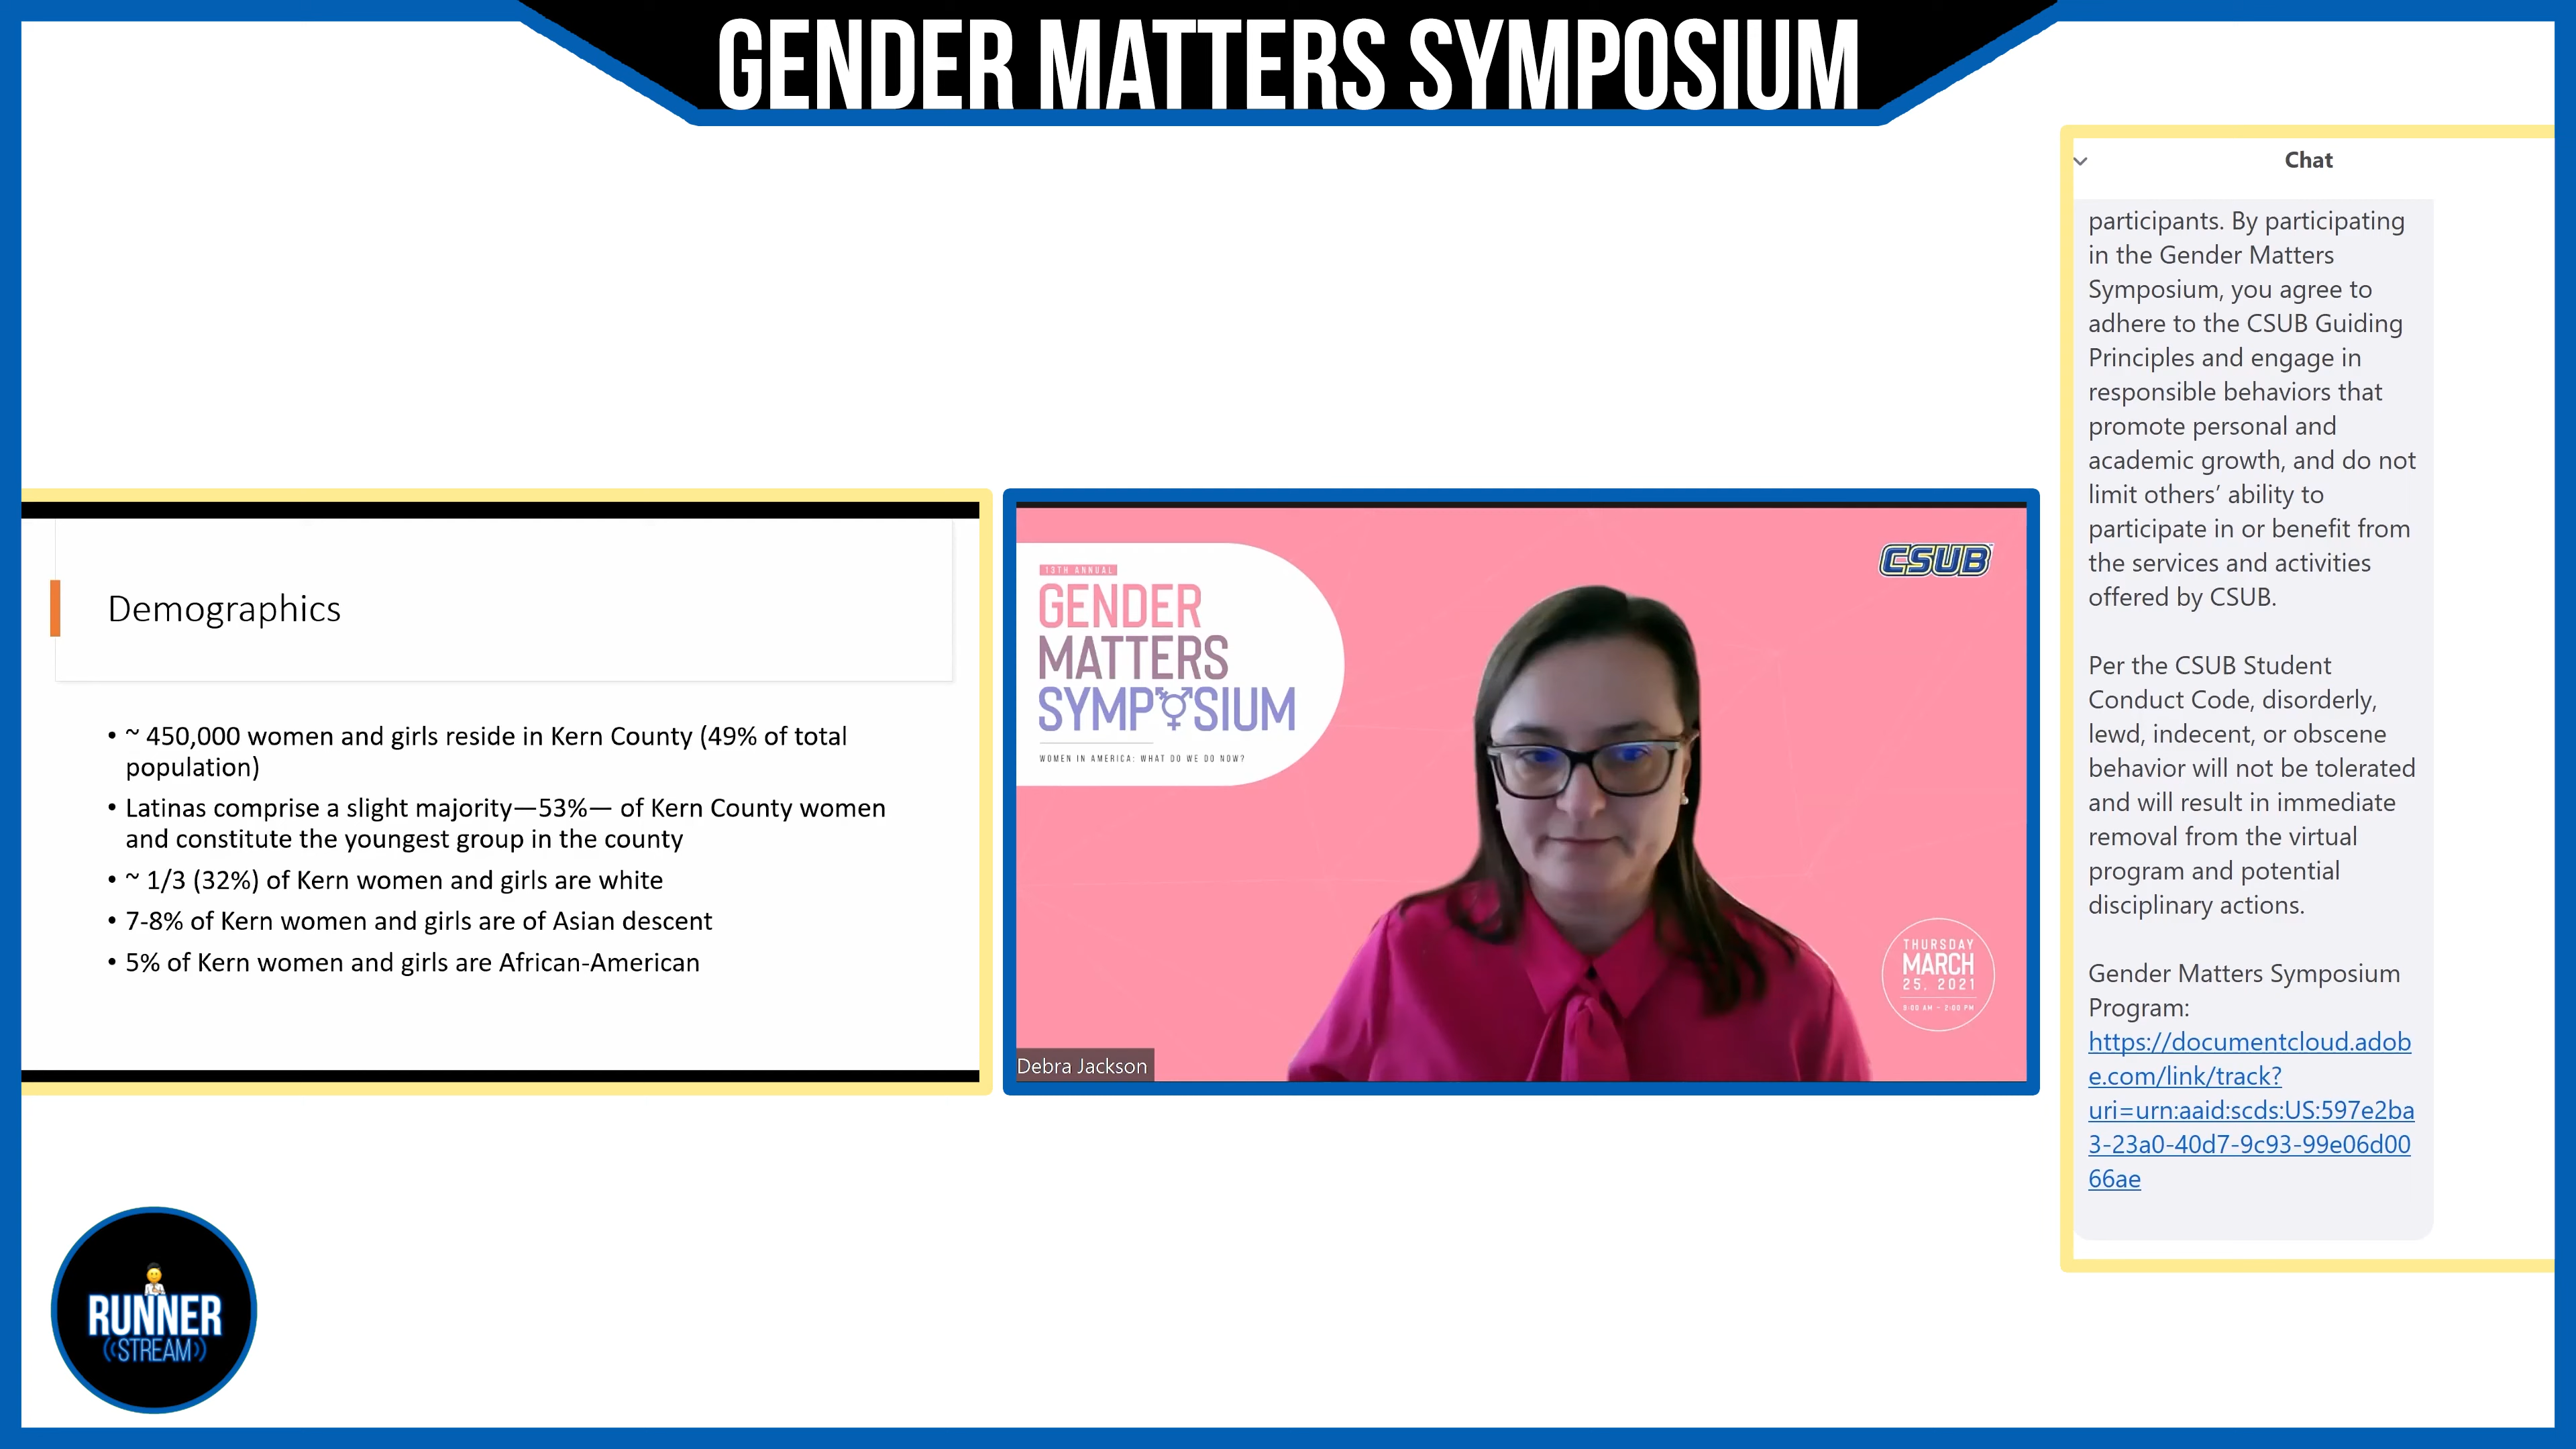 GENDER MATTERS SYMPOSIUM
Demographics
• ~ 450,000 women and girls reside in Kern County (49% of total
population)
• Latinas comprise a slight majority—53%— of Kern County women
and constitute the youngest group in the county
• ~ 1/3 (32%) of Kern women and girls are white
• 7-8% of Kern women and girls are of Asian descent
• 5% of Kern women and girls are African-American
13TH ANNUAL
GENDER
MATTERS
SYMPOSIUM
WOMEN IN AMERICA: WHAT DO WE DO NOW?
CSUB
THURSDAY
MARCH
25, 2021
9:00 AM - 2:00 PM
Debra Jackson
Chat
participants. By participating
in the Gender Matters
Symposium, you agree to
adhere to the CSUB Guiding
Principles and engage in
responsible behaviors that
promote personal and
academic growth, and do not
limit others’ ability to
participate in or benefit from
the services and activities
offered by CSUB.
Per the CSUB Student
Conduct Code, disorderly,
lewd, indecent, or obscene
behavior will not be tolerated
and will result in immediate
removal from the virtual
program and potential
disciplinary actions.
Gender Matters Symposium
Program:
https://documentcloud.adob
e.com/link/track?
uri=urn:aaid:scds:US:597e2ba
3-23a0-40d7-9c93-99e06d00
66ae
RUNNER
STREAM